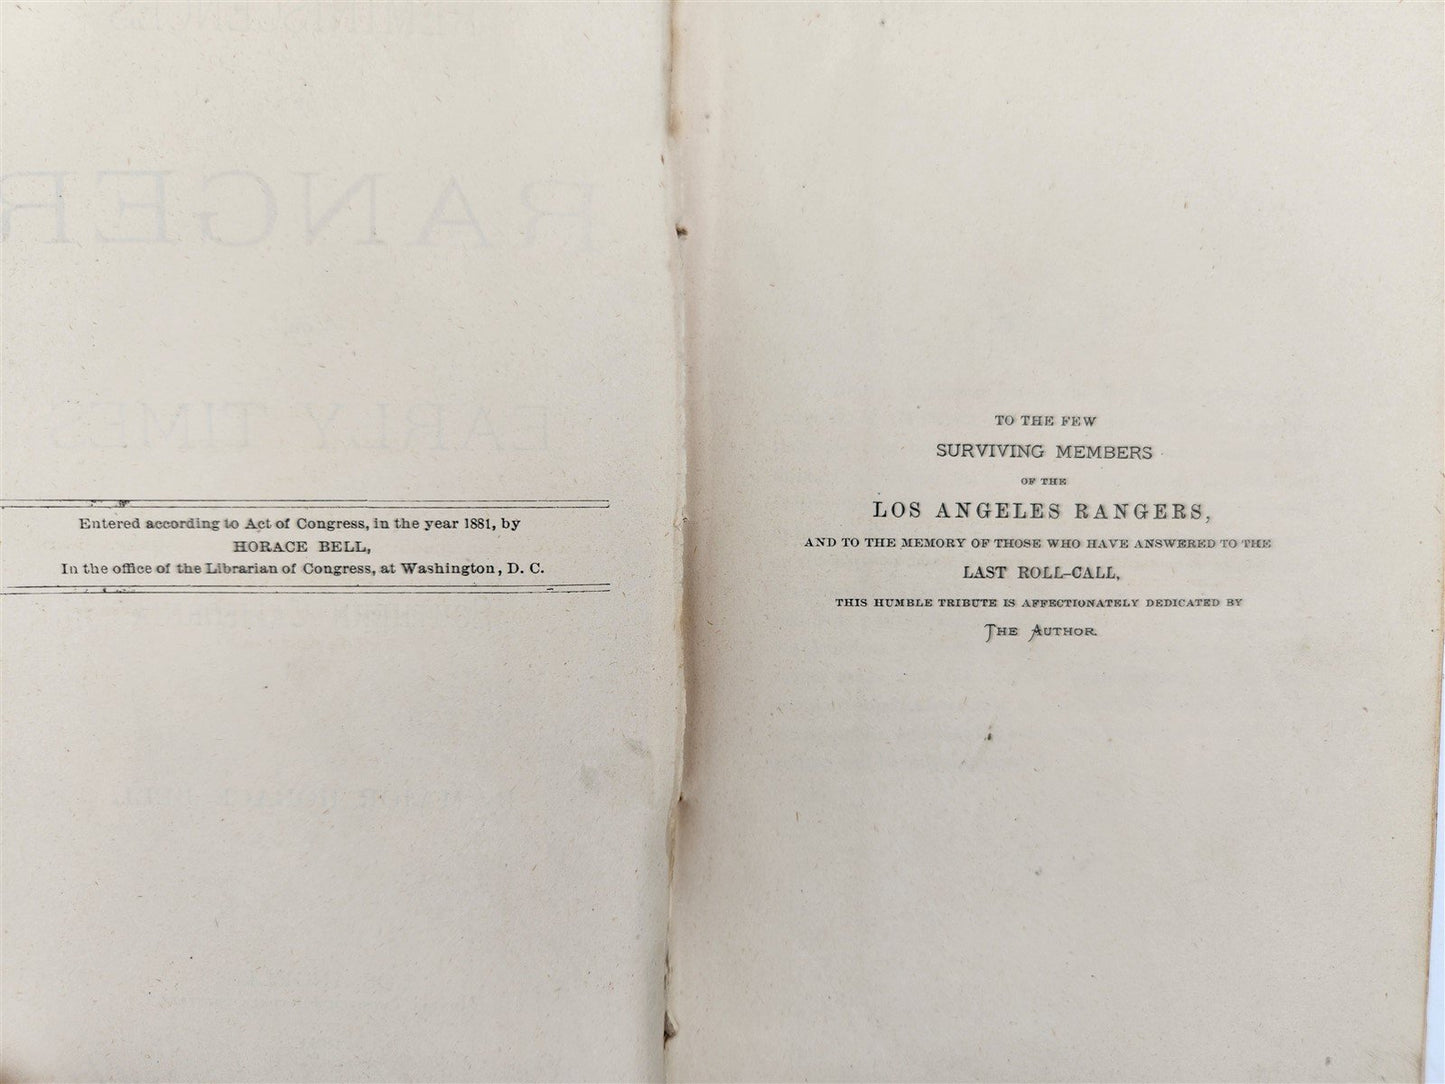 Entered according to Act of Congress, in the year 1881, by
HORACE BELL,
In the office of the Librarian of Congress, at Washington, D. C.
TO THE FEW
SURVIVING MEMBERS
OF THE
LOS ANGELES RANGERS,
AND TO THE MEMORY OF THOSE WHO HAVE ANSWERED TO THE
LAST ROLL-CALL,
THIS HUMBLE TRIBUTE IS AFFECTIONATELY DEDICATED BY
THE AUTHOR.